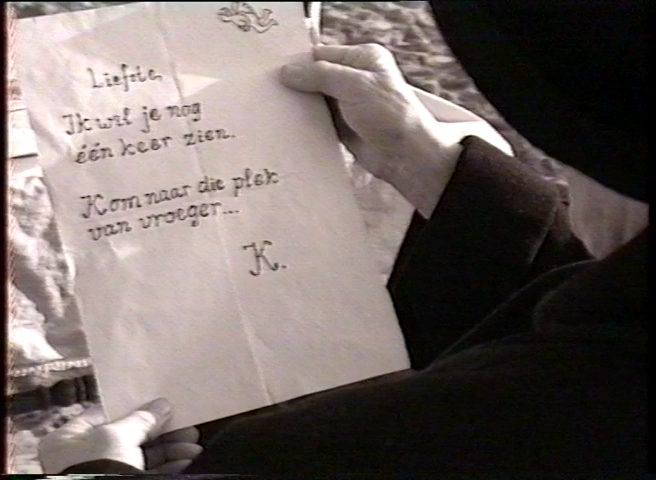 Liefste,
Ik wil je nog
één keer zien.
Kom naar die plek
van vroeger...
K.